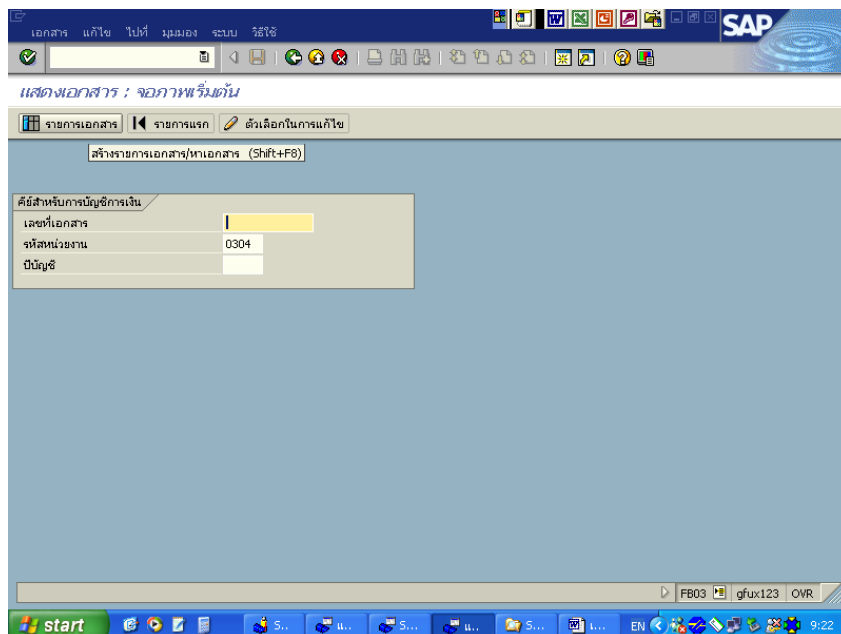 เอกสาร แก้ไข ไปที่ มุมมอง ระบบ วิธีใช้
SAP
แสดงเอกสาร : จอภาพเริ่มต้น
รายการเอกสาร รายการแรก ตัวเลือกในการแก้ไข
สร้างรายการเอกสาร/หาเอกสาร (Shift+F8)
คีย์สำหรับการบัญชีการเงิน
เลขที่เอกสาร
รหัสหน่วยงาน 0304
ปีบัญชี
FB03 gfux123 OVR
start S.. แ.. S... แ... S... เ... EN 9:22